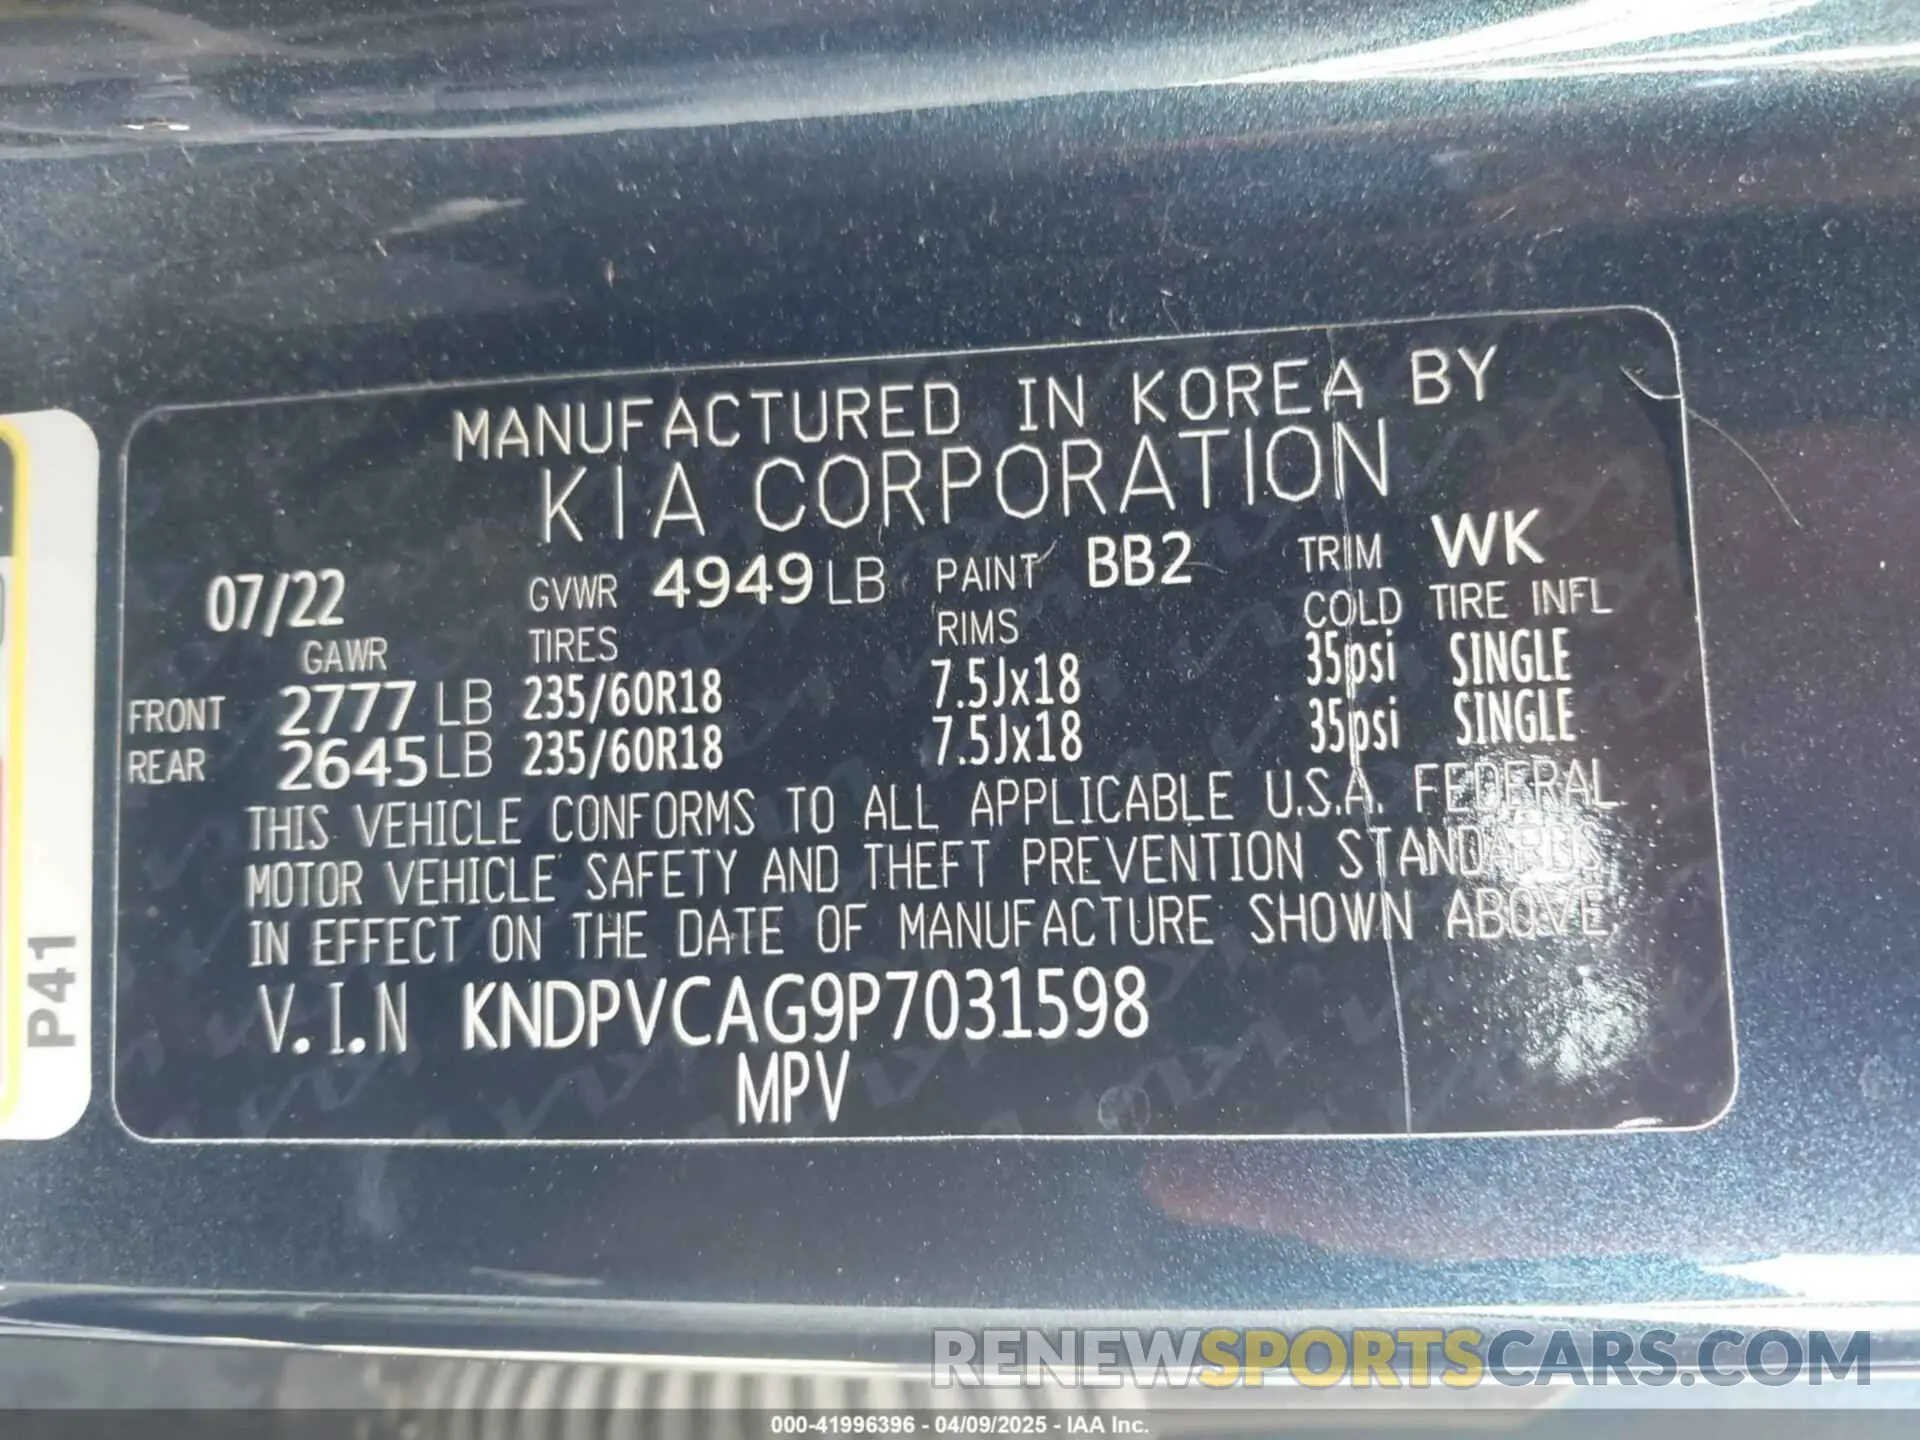 MANUFACTURED IN KOREA BY
KIA CORPORATION
07/22 GVWR 4949 LB PAINT BB2 TRIM WK
GAWR TIRES RIMS COLD TIRE INFL
FRONT 2777 LB 235/60R18 7.5Jx18 35psi SINGLE
REAR 2645 LB 235/60R18 7.5Jx18 35psi SINGLE
THIS VEHICLE CONFORMS TO ALL APPLICABLE U.S.A. FEDERAL
MOTOR VEHICLE SAFETY AND THEFT PREVENTION STANDARDS
IN EFFECT ON THE DATE OF MANUFACTURE SHOWN ABOVE.
V.I.N KNDPVCAG9P7031598
MPV
P41
RENEWSPORTSCARS.COM
000-41996396 - 04/09/2025 - IAA Inc.